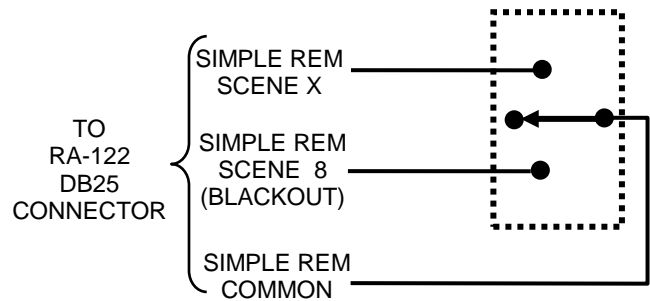 TO
RA-122
DB25
CONNECTOR
SIMPLE REM
SCENE X
SIMPLE REM
SCENE 8
(BLACKOUT)
SIMPLE REM
COMMON